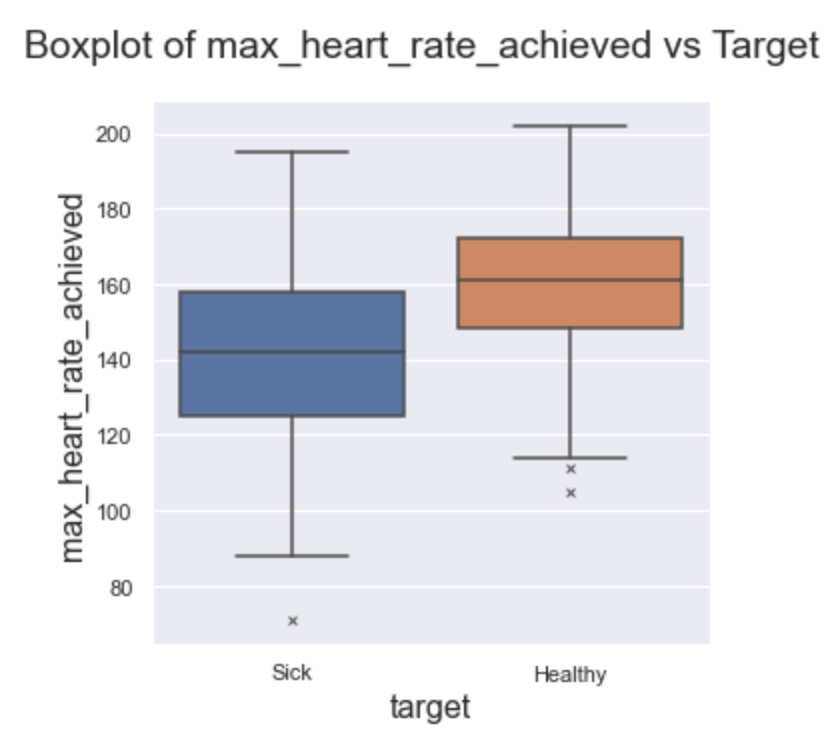 Boxplot of max_heart_rate_achieved vs Target
max_heart_rate_achieved
200
180
160
140
120
100
80
Sick Healthy
target